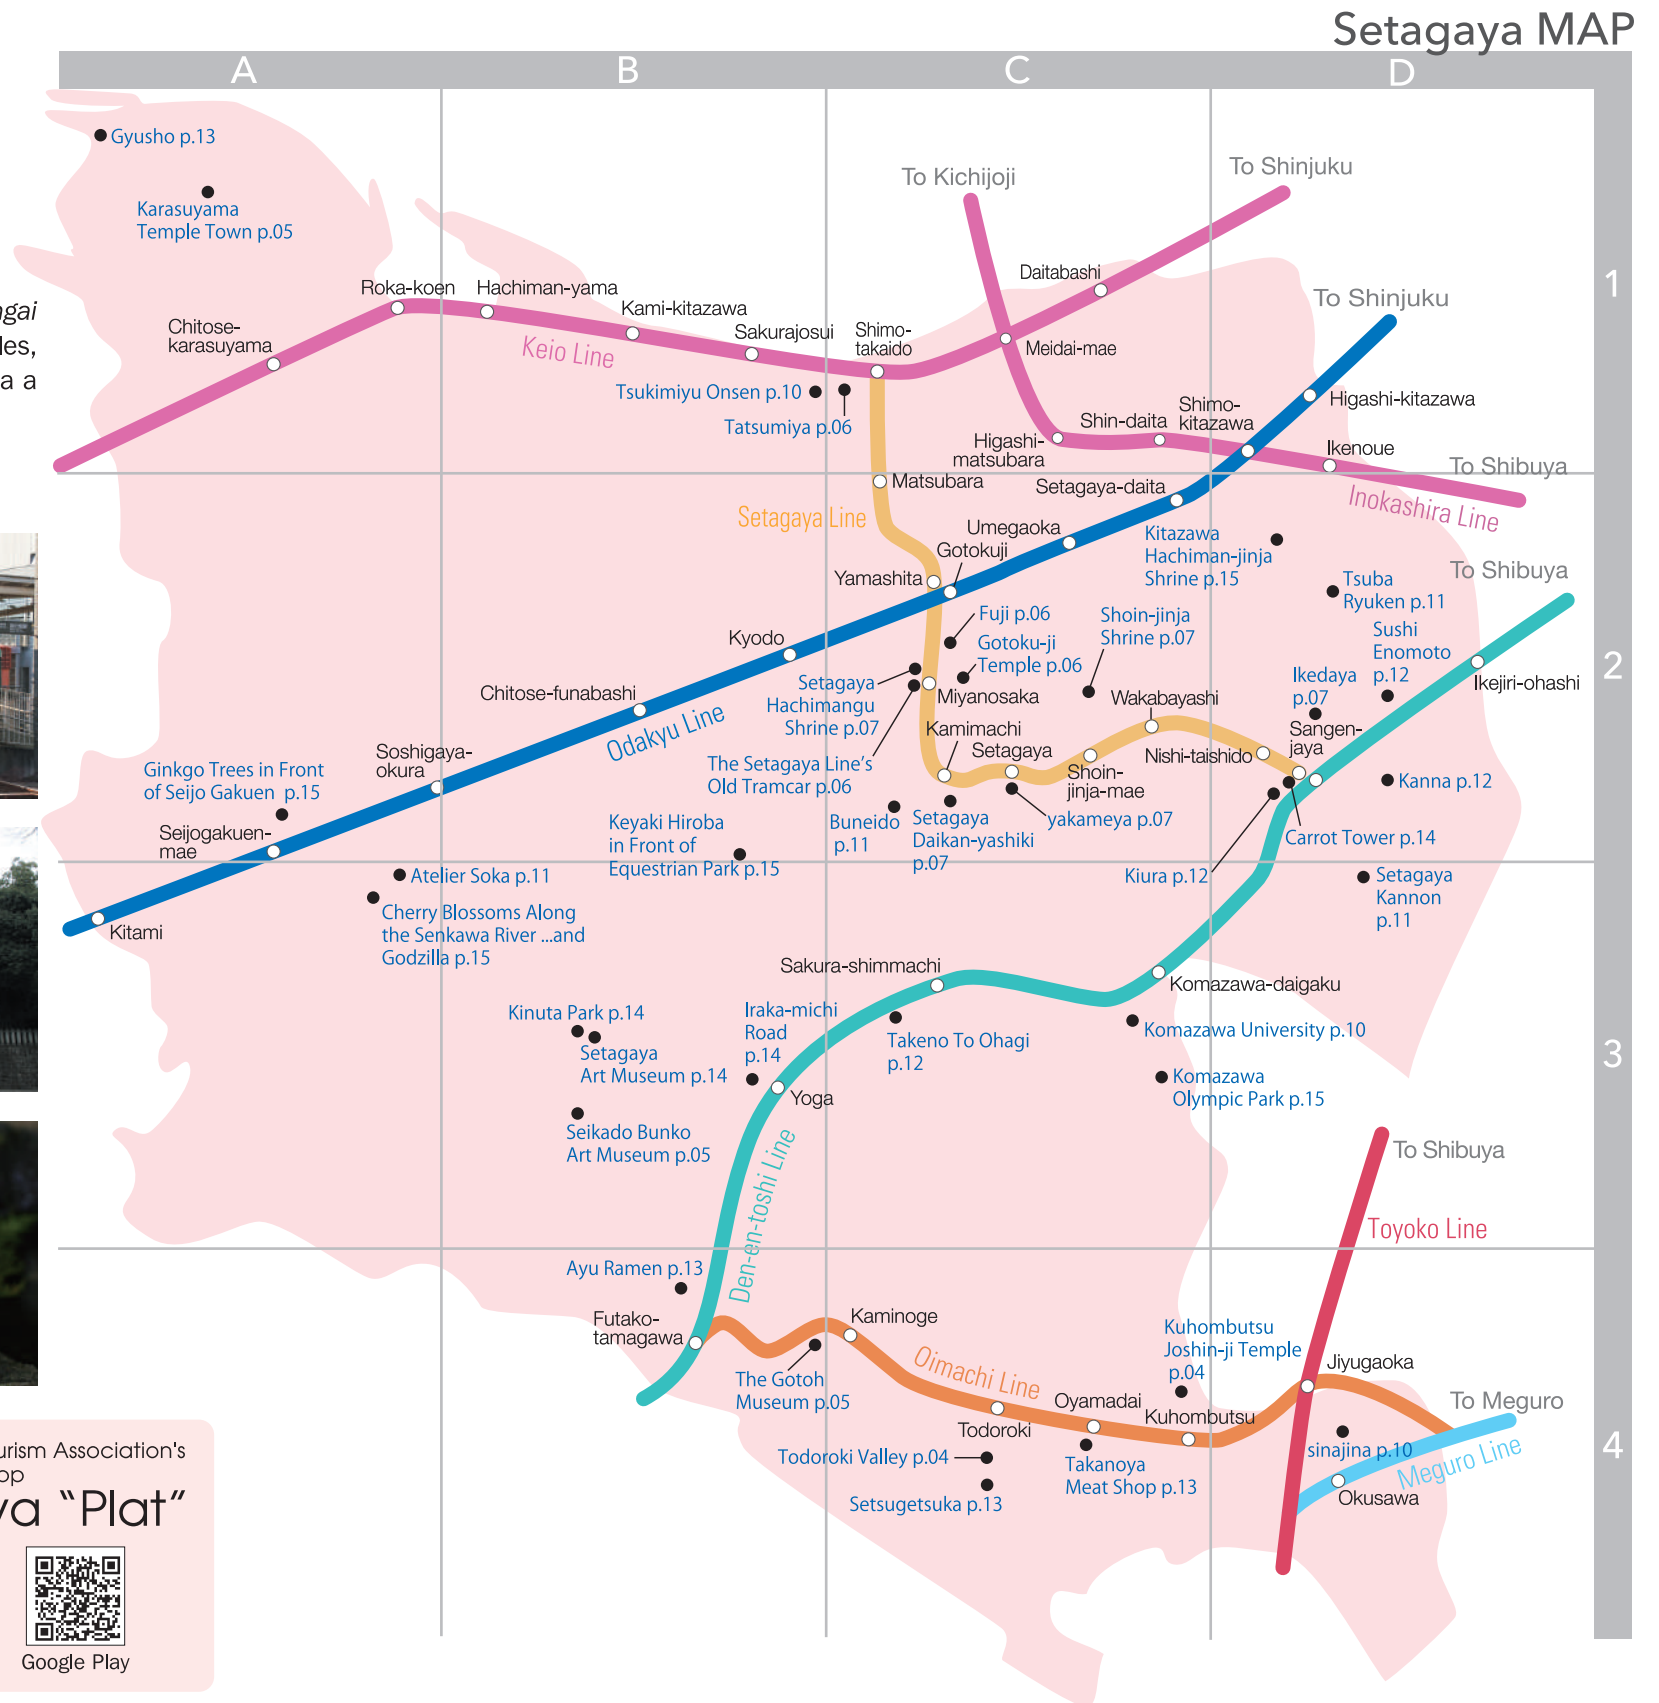 Setagaya MAP
A
B
C
D
1
2
3
4
Gyusho p.13
Karasuyama
Temple Town p.05
To Kichijoji
To Shinjuku
To Shinjuku
Daitabashi
Roka-koen
Hachiman-yama
Kami-kitazawa
Sakurajosui
Shimo-
takaido
Chitose-
karasuyama
Keio Line
Meidai-mae
Tsukimiyu Onsen p.10
Tatsumiya p.06
Higashi-kitazawa
Shimo-
kitazawa
Shin-daita
Higashi-
matsubara
Ikenoue
To Shibuya
Inokashira Line
Matsubara
Setagaya-daita
Setagaya Line
Umegaoka
Gotokuji
Yamashita
Kitazawa
Hachiman-jinja
Shrine p.15
To Shibuya
Tsuba
Ryuken p.11
Sushi
Enomoto
p.12
Fuji p.06
Gotoku-ji
Temple p.06
Shoin-jinja
Shrine p.07
Kyodo
Setagaya
Hachimangu
Shrine p.07
Miyanosaka
Wakabayashi
Ikedaya
p.07
Ikejiri-ohashi
Chitose-funabashi
Odakyu Line
Kamimachi
Setagaya
Sangen-
jaya
Nishi-taishido
Soshigaya-
okura
The Setagaya Line's
Old Tramcar p.06
Shoin-
jinja-mae
Kanna p.12
Ginkgo Trees in Front
of Seijo Gakuen p.15
Seijogakuen-
mae
Keyaki Hiroba
in Front of
Equestrian Park p.15
Buneido
p.11
Setagaya
Daikan-yashiki
p.07
yakameya p.07
Carrot Tower p.14
Kiura p.12
Setagaya
Kannon
p.11
Atelier Soka p.11
Cherry Blossoms Along
the Senkawa River ...and
Godzilla p.15
Kitami
Sakura-shimmachi
Komazawa-daigaku
Kinuta Park p.14
Setagaya
Art Museum p.14
Iraka-michi
Road
p.14
Takeno To Ohagi
p.12
Komazawa University p.10
Komazawa
Olympic Park p.15
Yoga
Seikado Bunko
Art Museum p.05
Den-en-toshi Line
To Shibuya
Toyoko Line
Ayu Ramen p.13
Futako-
tamagawa
Kaminoge
The Gotoh
Museum p.05
Oimachi Line
Kuhombutsu
Joshin-ji Temple
p.04
Jiyugaoka
Oyamadai
Todoroki
Kuhombutsu
To Meguro
sinajina p.10
Meguro Line
Okusawa
Todoroki Valley p.04
Takanoya
Meat Shop p.13
Setsugetsuka p.13
ngai
les,
a a
urism Association's
op
ya “Plat”
Google Play